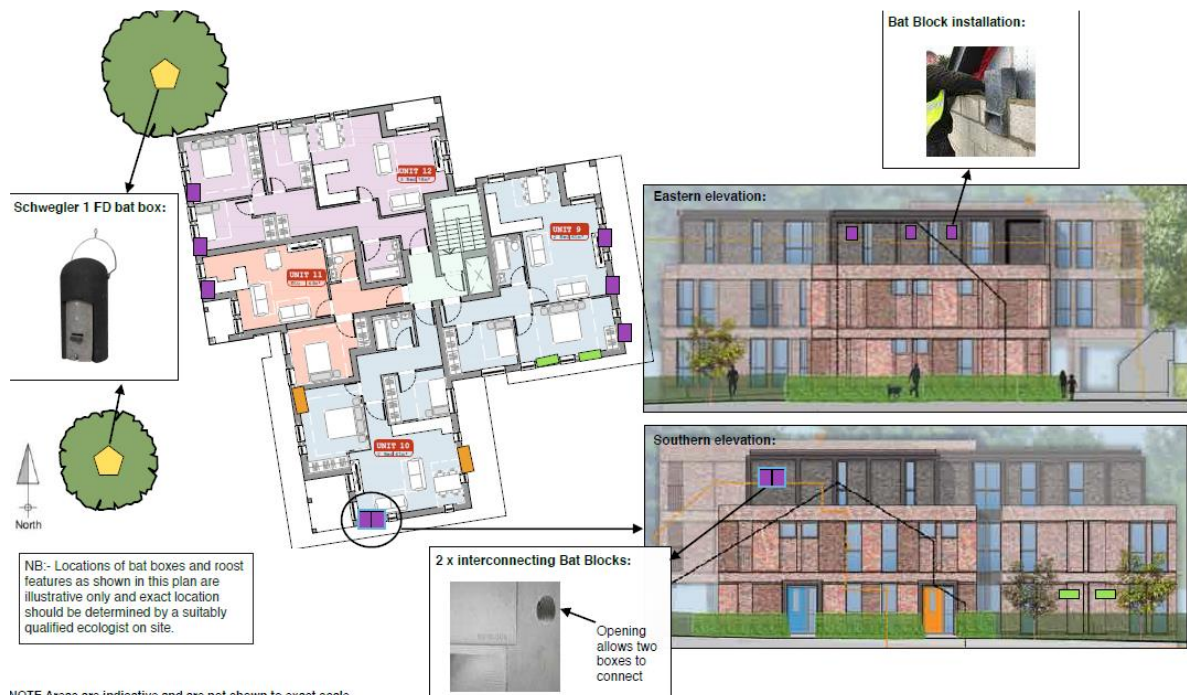 Bat Block installation:
Schwegler 1 FD bat box:
UNIT 12
UNIT 9
UNIT 11
UNIT 10
Eastern elevation:
Southern elevation:
North
NB:- Locations of bat boxes and roost
features as shown in this plan are
illustrative only and exact location
should be determined by a suitably
qualified ecologist on site.
2 x interconnecting Bat Blocks:
Opening
allows two
boxes to
connect
NOTE Areas are indicative and are not shown to exact scale